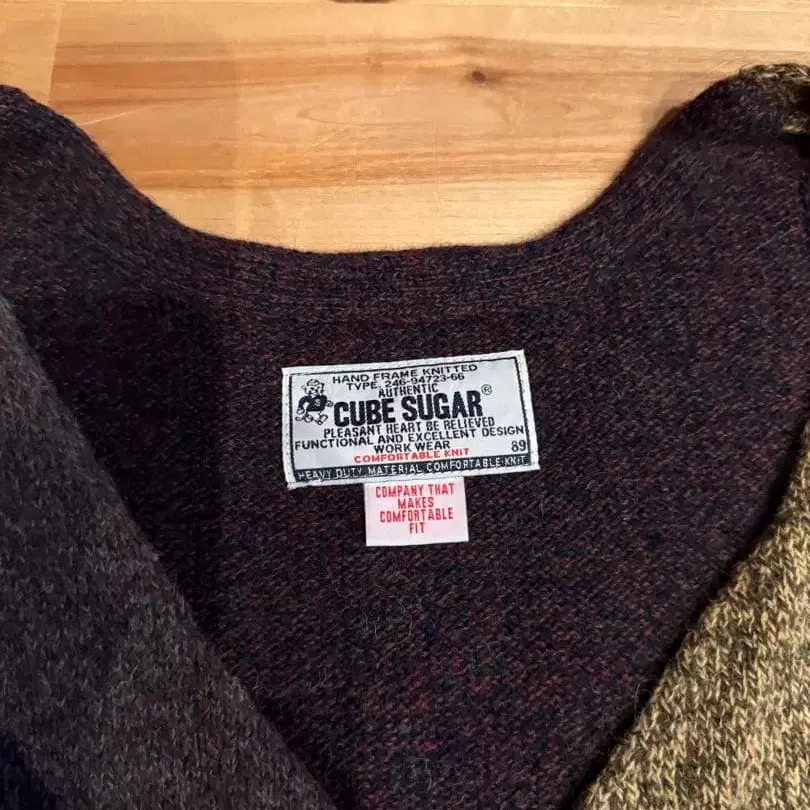 HAND FRAME KNITTED
TYPE. 246-94723-66
AUTHENTIC
CUBE SUGAR®
PLEASANT HEART BE RELIEVED
FUNCTIONAL AND EXCELLENT DESIGN
WORK WEAR 89
COMFORTABLE KNIT
HEAVY DUTY MATERIAL COMFORTABLE KNIT
COMPANY THAT
MAKES
COMFORTABLE
FIT